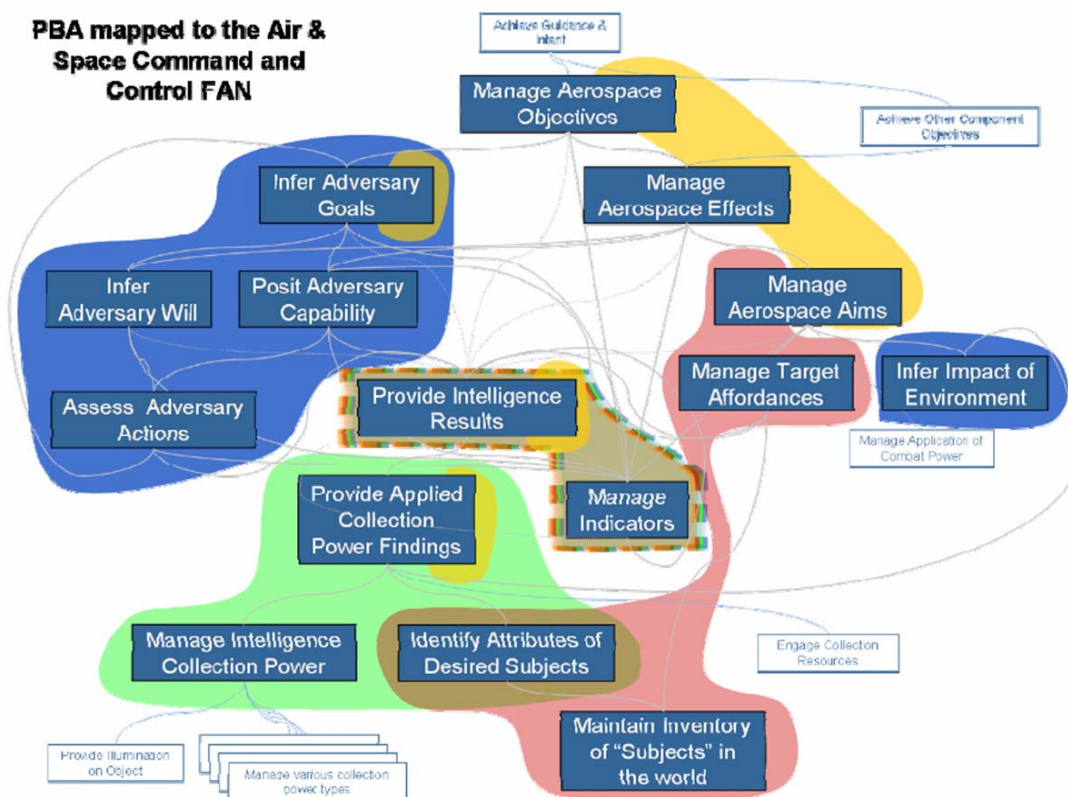 PBA mapped to the Air &
Space Command and
Control FAN
Achieve Guidance &
Intent
Manage Aerospace
Objectives
Achieve Other Component
Objectives
Infer Adversary
Goals
Manage
Aerospace Effects
Infer
Adversary Will
Posit Adversary
Capability
Manage
Aerospace Aims
Provide Intelligence
Results
Manage Target
Affordances
Infer Impact of
Environment
Assess Adversary
Actions
Manage Application of
Combat Power
Provide Applied
Collection
Power Findings
Manage
Indicators
Manage Intelligence
Collection Power
Identify Attributes of
Desired Subjects
Engage Collection
Resources
Maintain Inventory
of "Subjects" in
the world
Provide Illumination
on Object
Manage various collection
power types